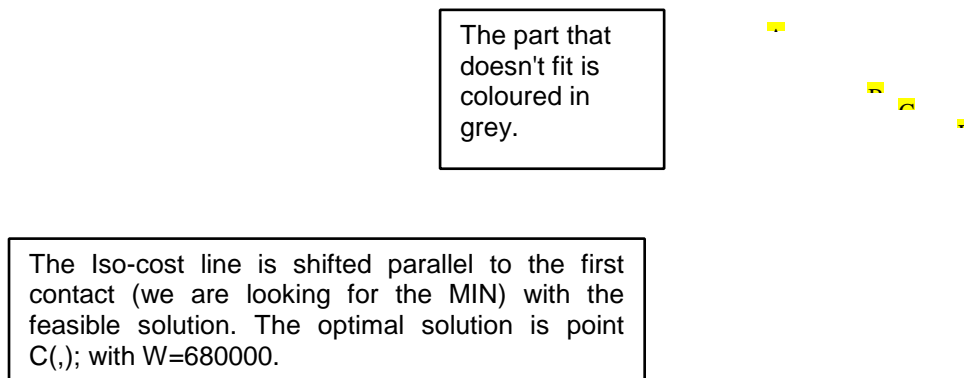 The part that
doesn't fit is
coloured in
grey.
The Iso-cost line is shifted parallel to the first
contact (we are looking for the MIN) with the
feasible solution. The optimal solution is point
C(,); with W=680000.